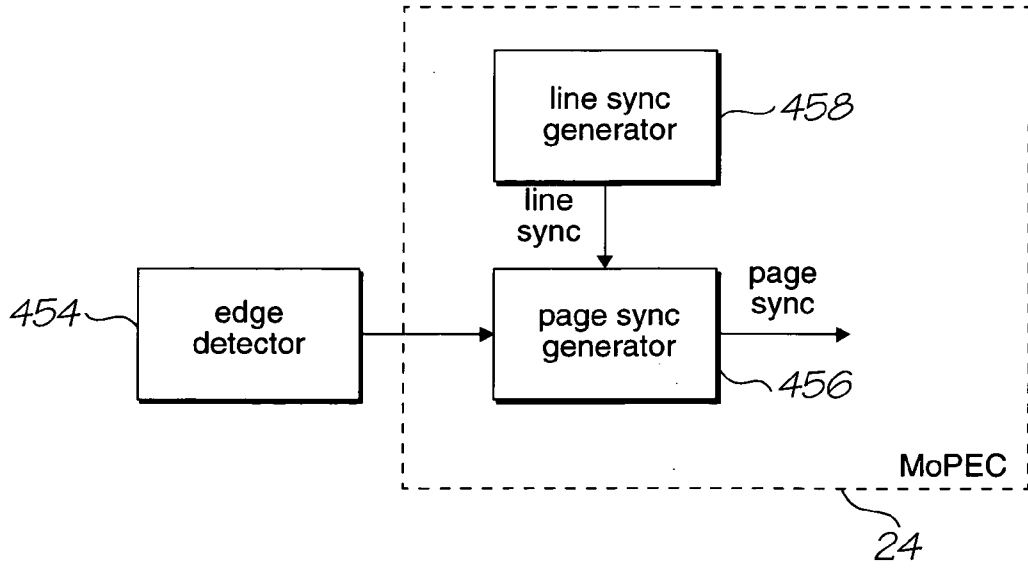 line sync
generator
458
line
sync
454
edge
detector
page sync
generator
page
sync
456
MoPEC
24